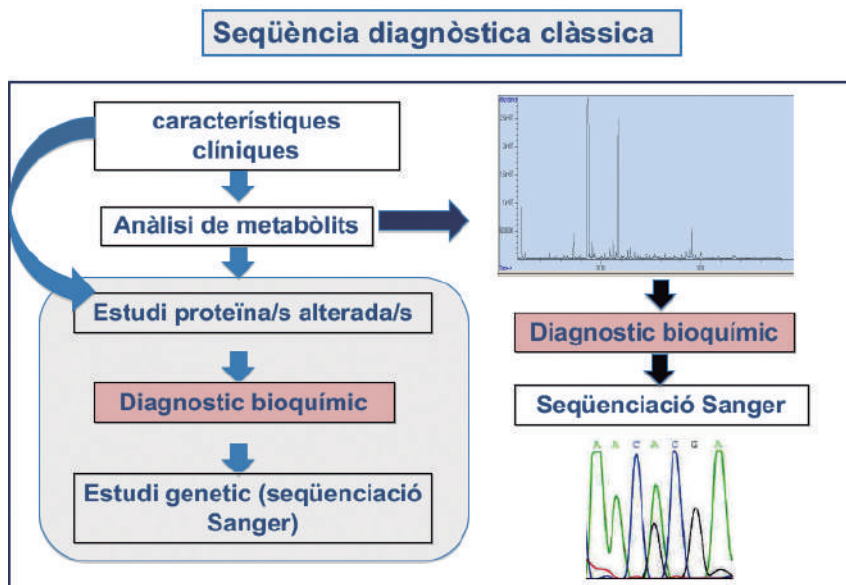 Seqüència diagnòstica clàssica
característiques
clíniques
Anàlisi de metabòlits
Estudi proteïna/s alterada/s
Diagnostic bioquímic
Estudi genetic (seqüenciació
Sanger)
Diagnostic bioquímic
Seqüenciació Sanger
A A C A C G A